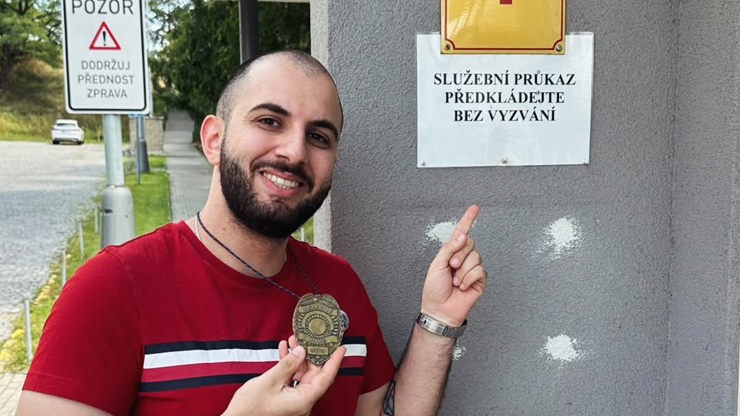 POZOR
DODRŽUJ
PŘEDNOST
ZPRAVA
SLUŽEBNÍ PRŮKAZ
PŘEDKLÁDEJTE
BEZ VYZVÁNÍ